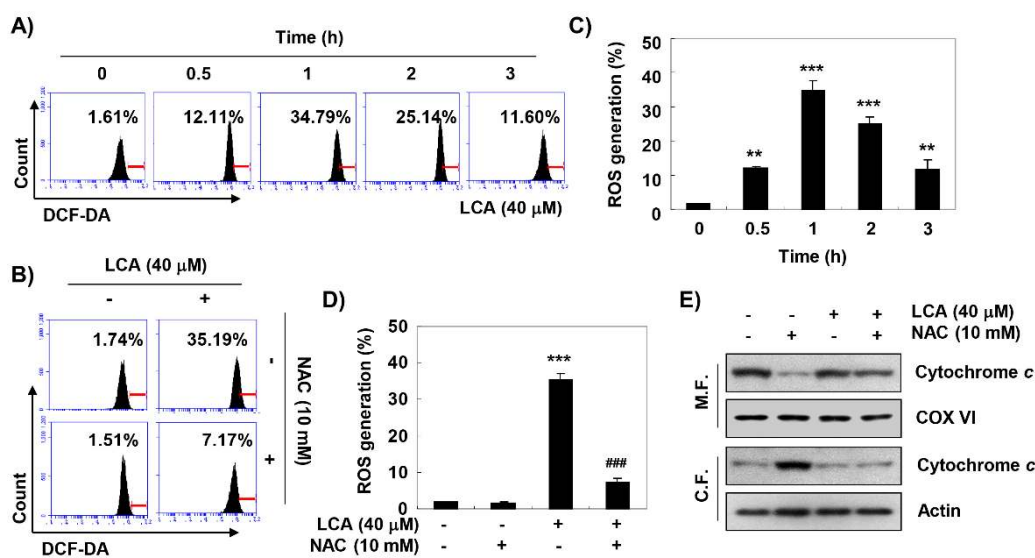 A)
Time (h)
0 0.5 1 2 3
1.61% 12.11% 34.79% 25.14% 11.60%
Count
DCF-DA
LCA (40 μM)
B)
LCA (40 μM)
- +
1.74% 35.19%
1.51% 7.17%
- +
NAC (10 mM)
Count
DCF-DA
C)
ROS generation (%)
50
40
30
20
10
0
** *** *** **
0 0.5 1 2 3
Time (h)
D)
ROS generation (%)
50
40
30
20
10
0
*** ###
LCA (40 μM) - - + +
NAC (10 mM) - + - +
E)
- - + + LCA (40 μM)
- + - + NAC (10 mM)
M.F.
Cytochrome c
COX VI
C.F.
Cytochrome c
Actin